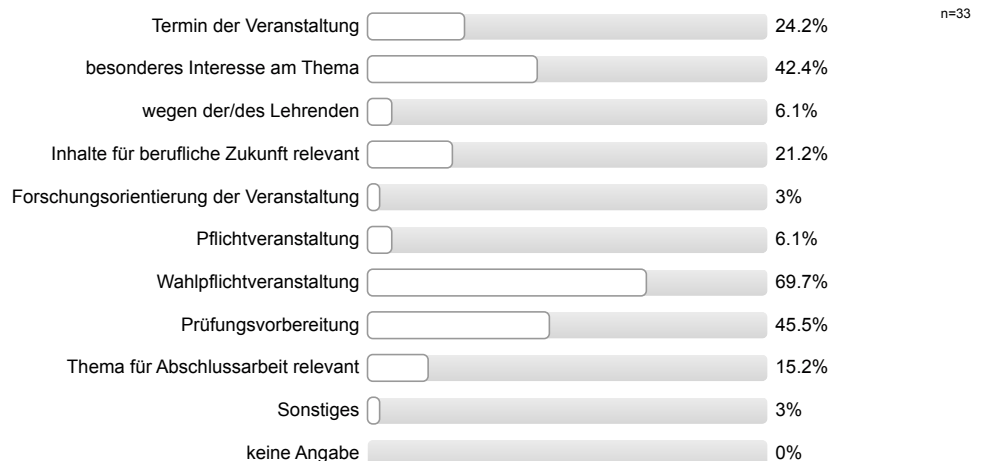 n=33
Termin der Veranstaltung 24.2%
besonderes Interesse am Thema 42.4%
wegen der/des Lehrenden 6.1%
Inhalte für berufliche Zukunft relevant 21.2%
Forschungsorientierung der Veranstaltung 3%
Pflichtveranstaltung 6.1%
Wahlpflichtveranstaltung 69.7%
Prüfungsvorbereitung 45.5%
Thema für Abschlussarbeit relevant 15.2%
Sonstiges 3%
keine Angabe 0%